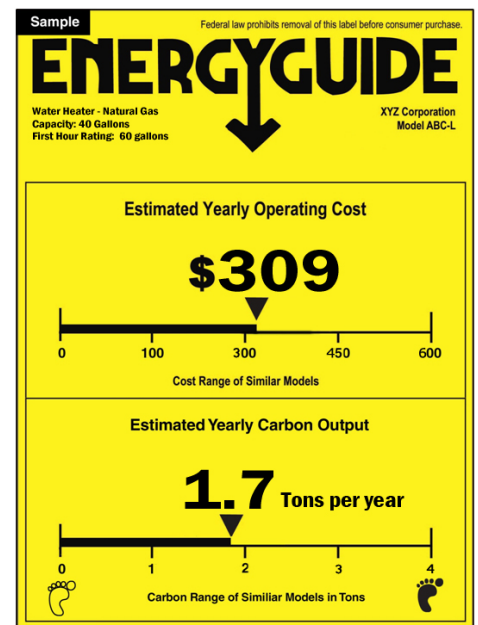 Sample
Federal law prohibits removal of this label before consumer purchase.
ENERGYGUIDE
Water Heater - Natural Gas
Capacity: 40 Gallons
First Hour Rating: 60 gallons
XYZ Corporation
Model ABC-L
Estimated Yearly Operating Cost
$309
0 100 300 450 600
Cost Range of Similar Models
Estimated Yearly Carbon Output
1.7 Tons per year
0 1 2 3 4
Carbon Range of Similiar Models in Tons